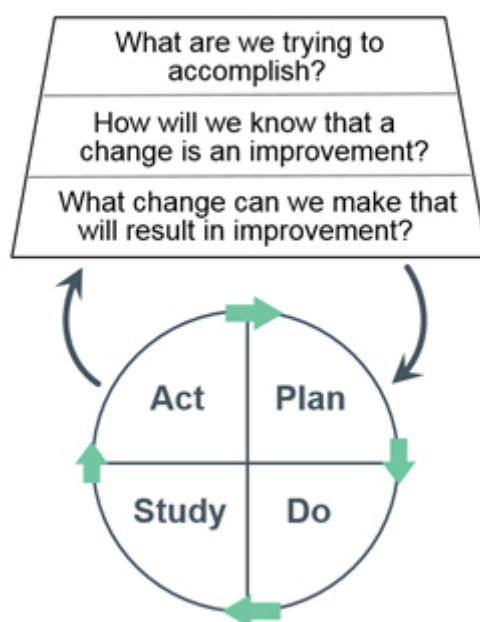 What are we trying to
accomplish?
How will we know that a
change is an improvement?
What change can we make that
will result in improvement?
Act
Plan
Study
Do